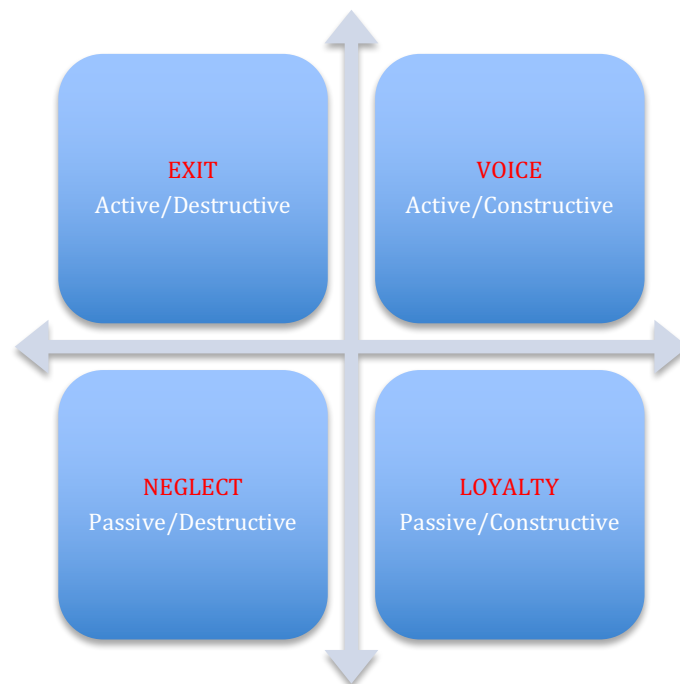 EXIT
Active/Destructive
VOICE
Active/Constructive
NEGLECT
Passive/Destructive
LOYALTY
Passive/Constructive